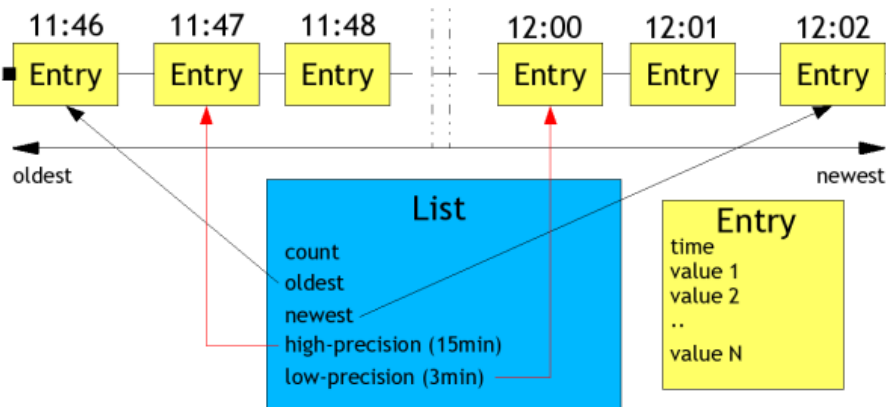 11:46 11:47 11:48 12:00 12:01 12:02
Entry Entry Entry Entry Entry Entry
oldest newest
List
count
oldest
newest
high-precision (15min)
low-precision (3min)
Entry
time
value 1
value 2
..
value N